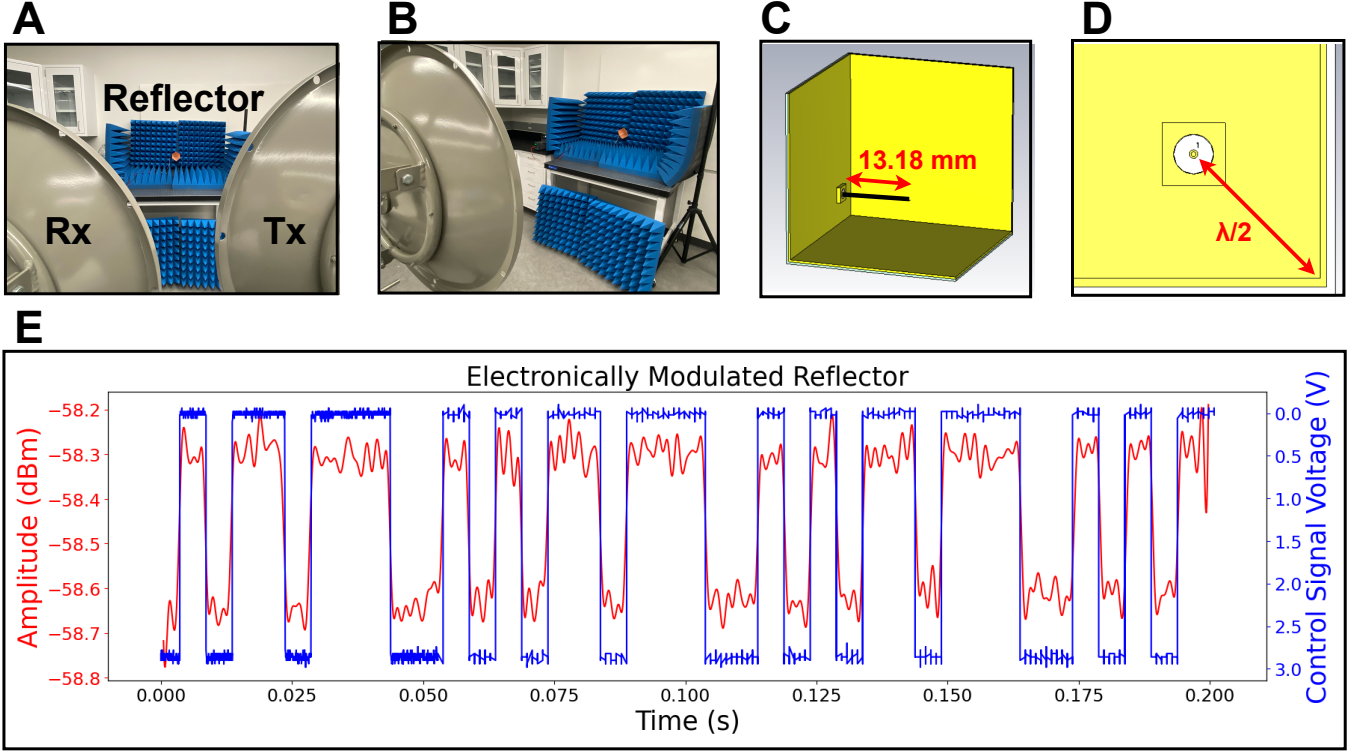 A
B
C
D
Reflector
Rx
Tx
13.18 mm
1
λ/2
E
Electronically Modulated Reflector
Amplitude (dBm)
−58.2
−58.3
−58.4
−58.5
−58.6
−58.7
−58.8
0.0
0.5
1.0
1.5
2.0
2.5
3.0
Control Signal Voltage (V)
0.000
0.025
0.050
0.075
0.100
0.125
0.150
0.175
0.200
Time (s)